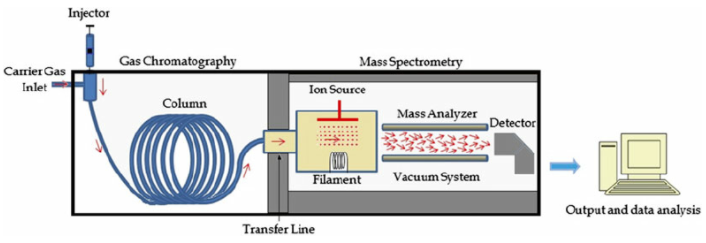 Injector
Gas Chromatography
Mass Spectrometry
Carrier Gas
Inlet
Column
Ion Source
Mass Analyzer
Detector
Filament
Vacuum System
Transfer Line
Output and data analysis